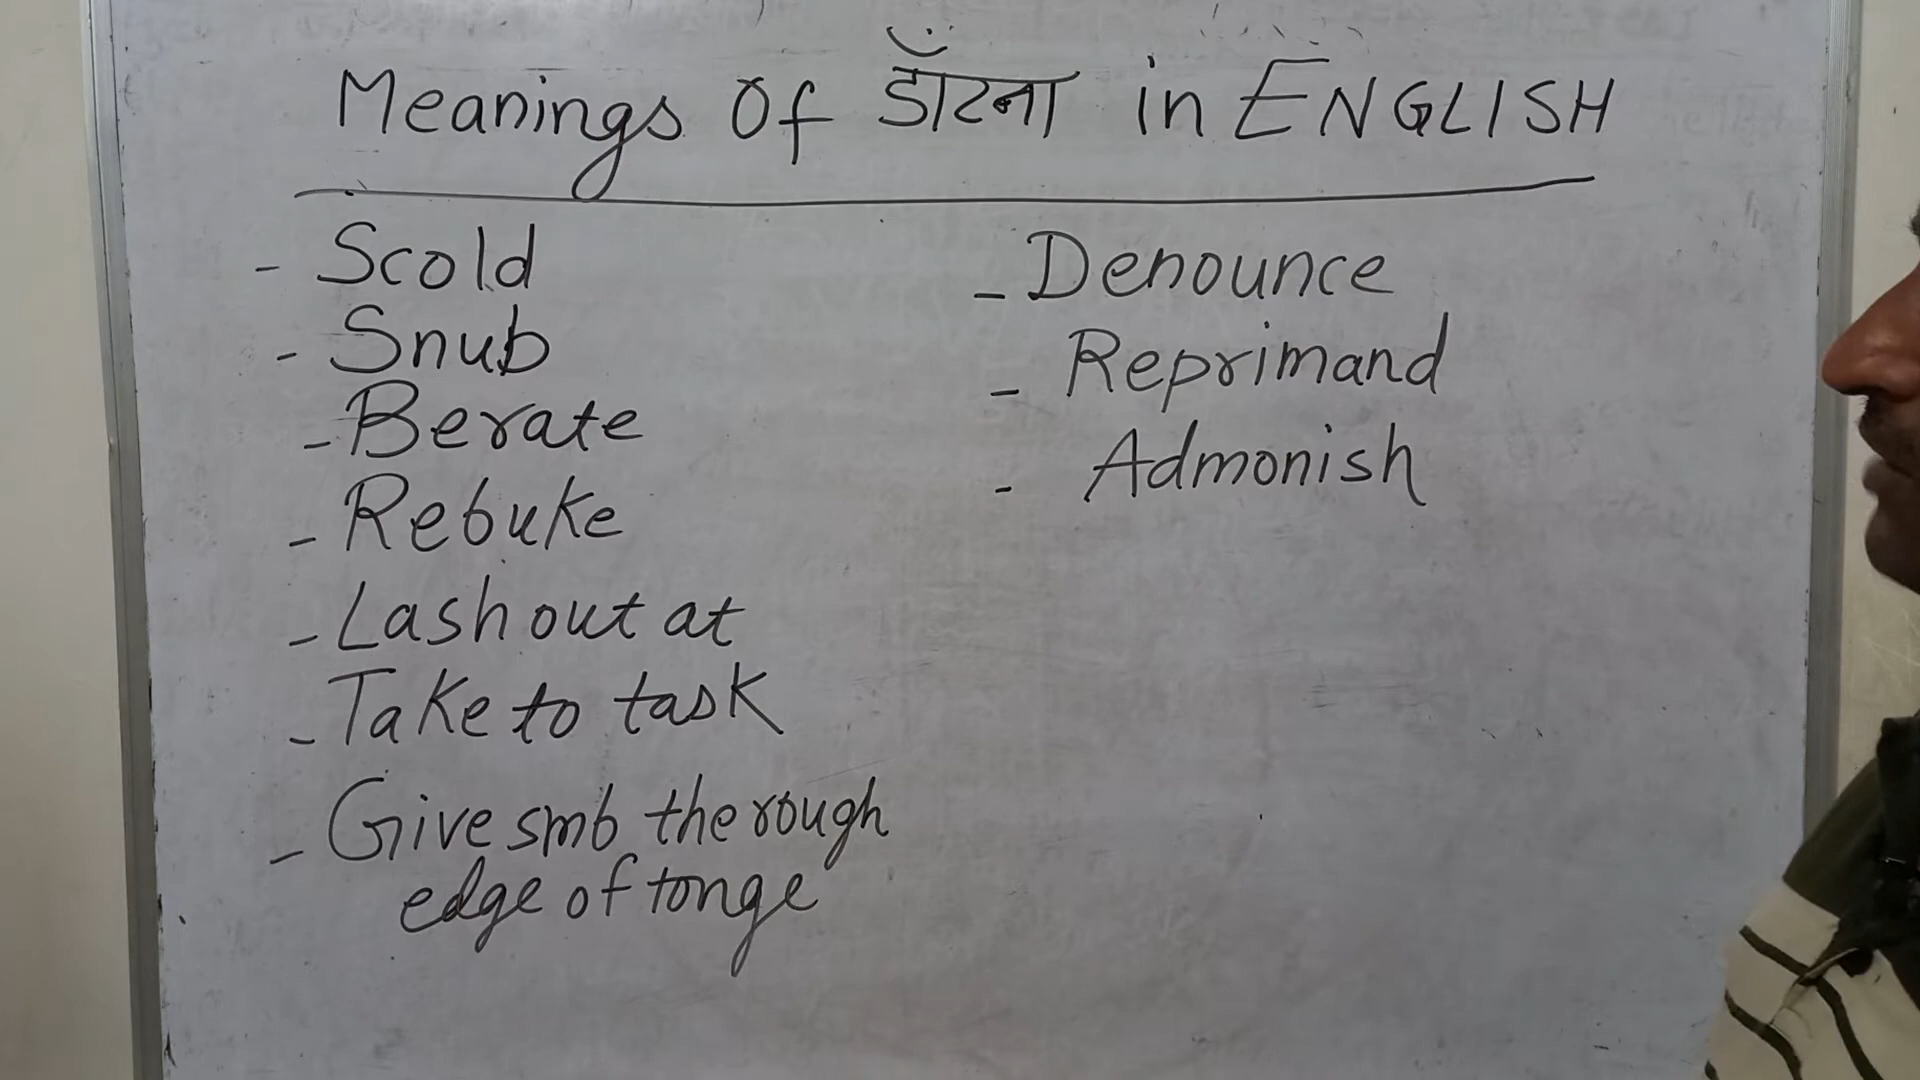 Meanings Of डाँटना in ENGLISH
- Scold
- Snub
- Berate
- Rebuke
- Lash out at
- Take to task
- Give smb the rough
edge of tonge
- Denounce
- Reprimand
- Admonish